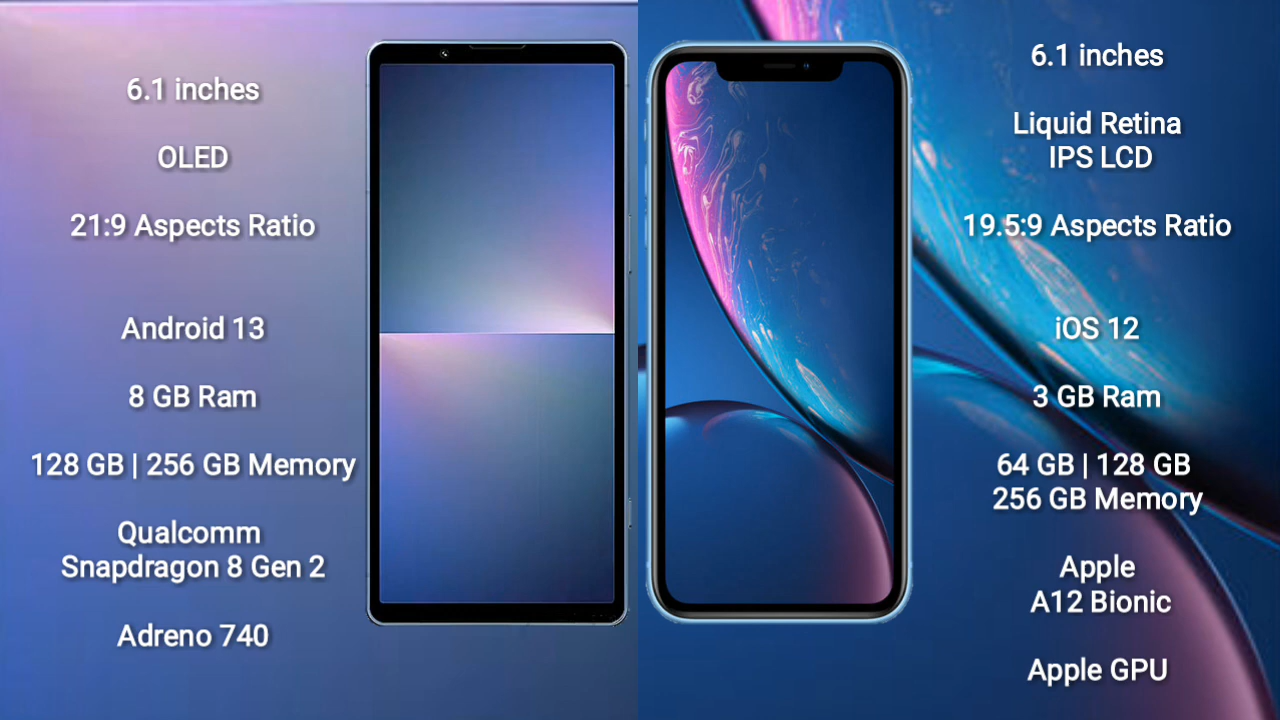 6.1 inches
OLED
21:9 Aspects Ratio
Android 13
8 GB Ram
128 GB | 256 GB Memory
Qualcomm
Snapdragon 8 Gen 2
Adreno 740
6.1 inches
Liquid Retina
IPS LCD
19.5:9 Aspects Ratio
iOS 12
3 GB Ram
64 GB | 128 GB
256 GB Memory
Apple
A12 Bionic
Apple GPU